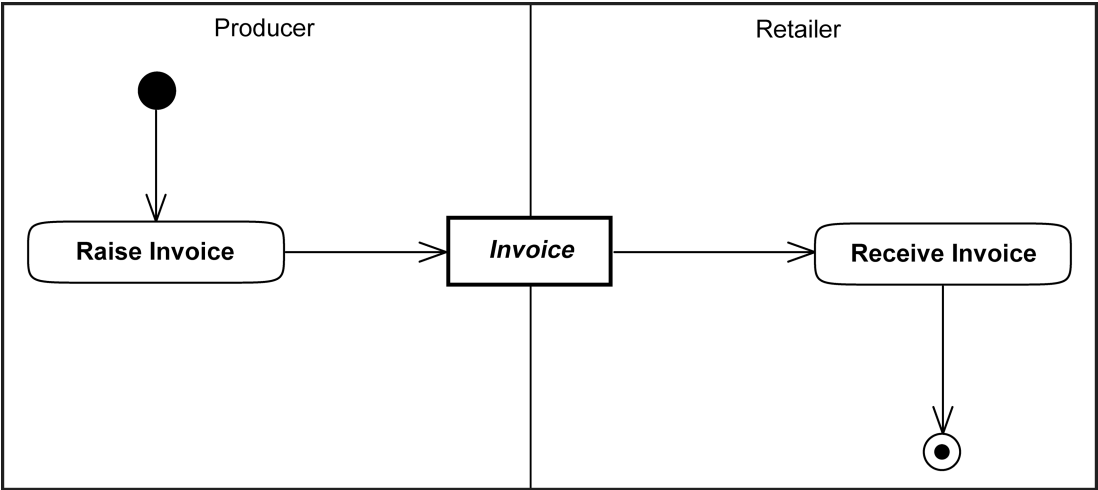 Producer
Retailer
Raise Invoice
Invoice
Receive Invoice